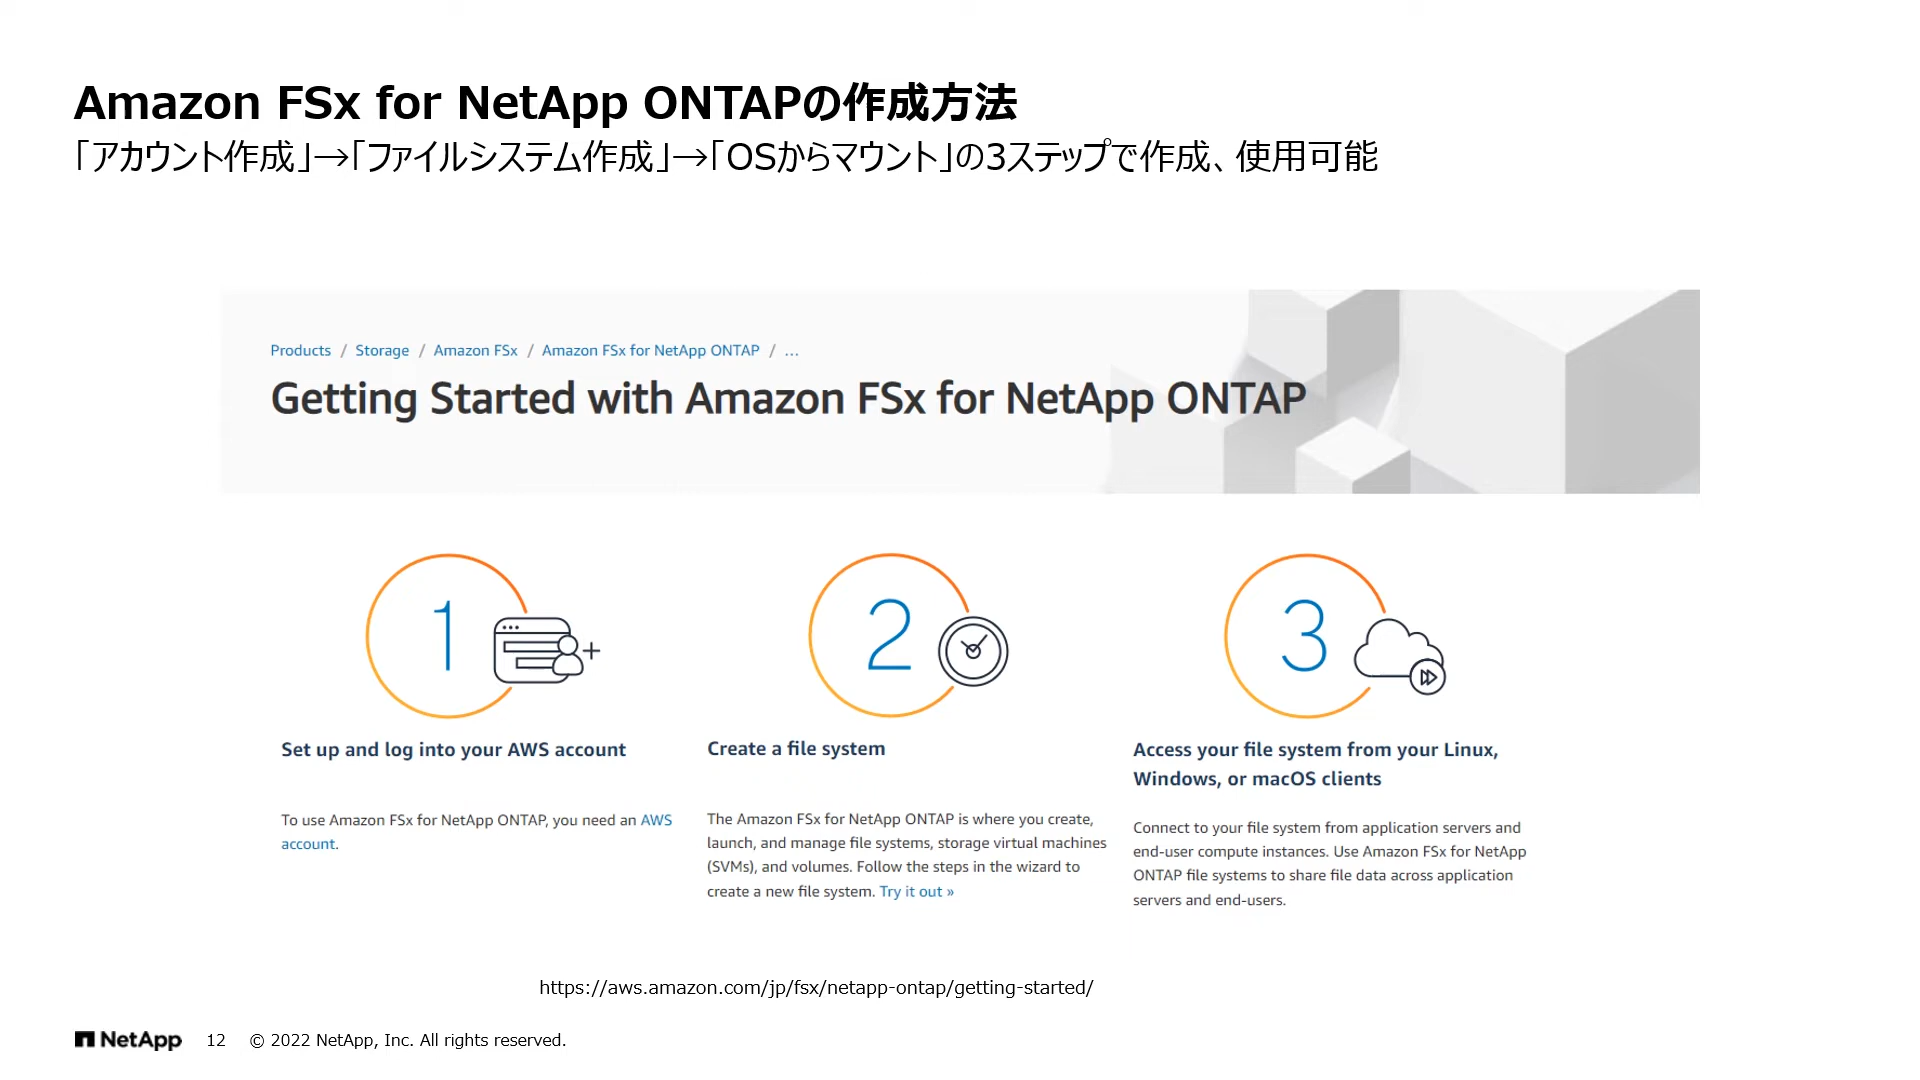 Amazon FSx for NetApp ONTAPの作成方法
「アカウント作成」→「ファイルシステム作成」→「OSからマウント」の3ステップで作成、使用可能
Products / Storage / Amazon FSx / Amazon FSx for NetApp ONTAP / ...
Getting Started with Amazon FSx for NetApp ONTAP
1
Set up and log into your AWS account
To use Amazon FSx for NetApp ONTAP, you need an AWS
account.
2
Create a file system
The Amazon FSx for NetApp ONTAP is where you create,
launch, and manage file systems, storage virtual machines
(SVMs), and volumes. Follow the steps in the wizard to
create a new file system. Try it out »
3
Access your file system from your Linux,
Windows, or macOS clients
Connect to your file system from application servers and
end-user compute instances. Use Amazon FSx for NetApp
ONTAP file systems to share file data across application
servers and end-users.
https://aws.amazon.com/jp/fsx/netapp-ontap/getting-started/
NetApp 12 © 2022 NetApp, Inc. All rights reserved.